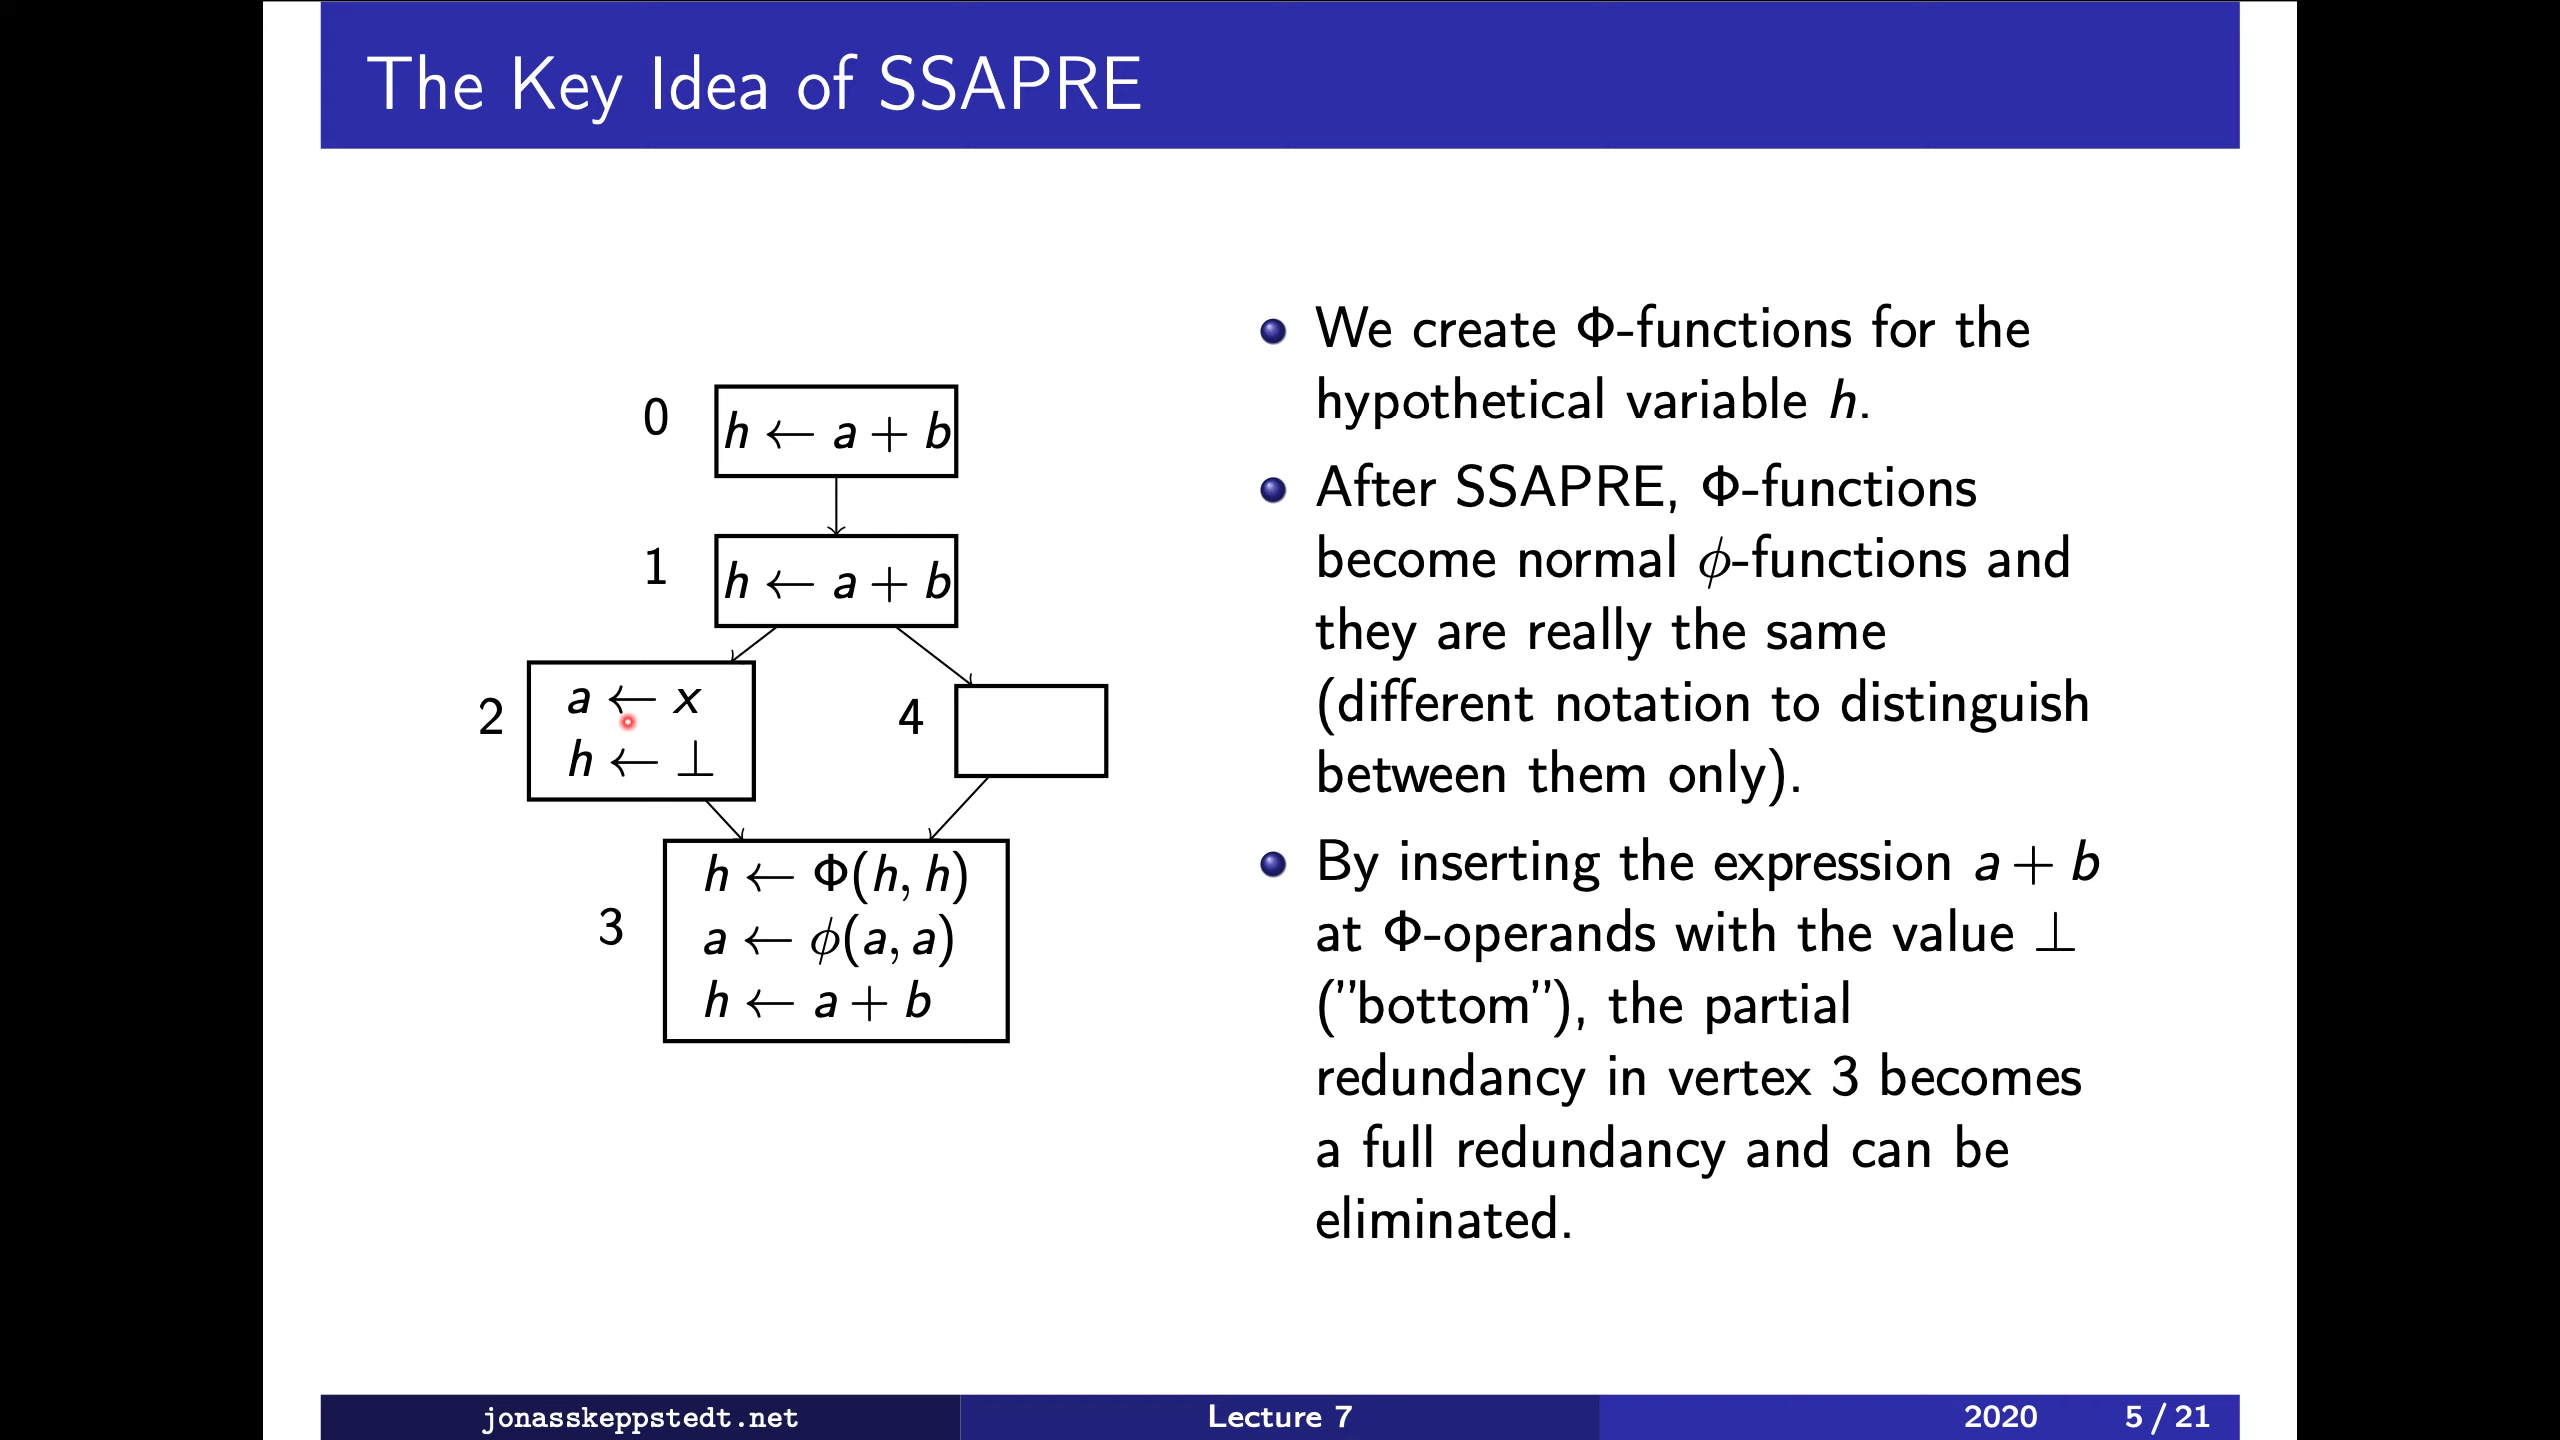 The Key Idea of SSAPRE
0
h ← a + b
1
h ← a + b
2
a ← x
h ← ⊥
4
3
h ← Φ(h, h)
a ← ϕ(a, a)
h ← a + b
We create Φ-functions for the
hypothetical variable h.
After SSAPRE, Φ-functions
become normal ϕ-functions and
they are really the same
(different notation to distinguish
between them only).
By inserting the expression a + b
at Φ-operands with the value ⊥
(”bottom”), the partial
redundancy in vertex 3 becomes
a full redundancy and can be
eliminated.
jonasskeppstedt.net
Lecture 7
2020
5 / 21